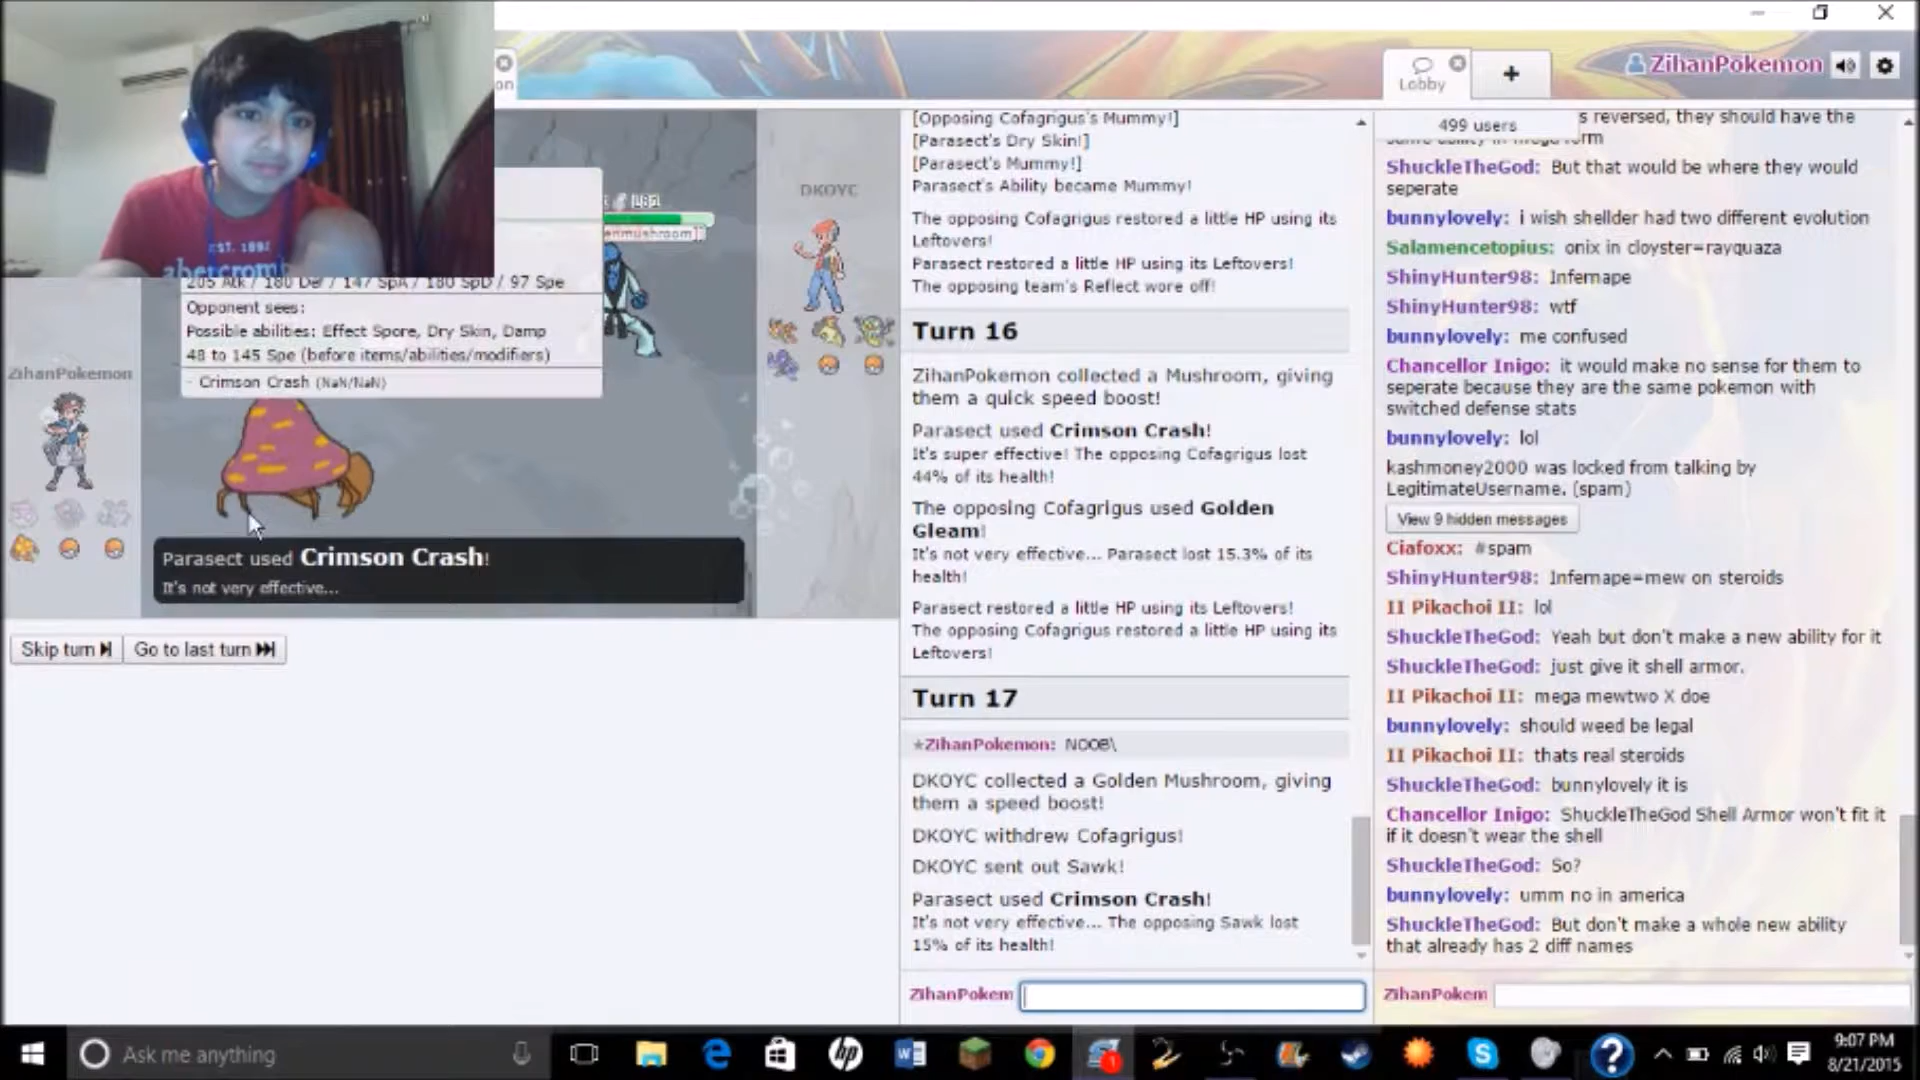 EST. 1892
abercromb
on
Lobby
+
ZihanPokemon
DKOYC
ZihanPokemon
205 Atk / 180 Def / 147 SpA / 180 SpD / 97 Spe
Opponent sees:
Possible abilities: Effect Spore, Dry Skin, Damp
48 to 145 Spe (before items/abilities/modifiers)
- Crimson Crash (NaN/NaN)
Parasect used Crimson Crash!
It's not very effective...
Skip turn
Go to last turn
[Opposing Cofagrigus's Mummy!]
[Parasect's Dry Skin!]
[Parasect's Mummy!]
Parasect's Ability became Mummy!
The opposing Cofagrigus restored a little HP using its
Leftovers!
Parasect restored a little HP using its Leftovers!
The opposing team's Reflect wore off!
Turn 16
ZihanPokemon collected a Mushroom, giving
them a quick speed boost!
Parasect used Crimson Crash!
It's super effective! The opposing Cofagrigus lost
44% of its health!
The opposing Cofagrigus used Golden
Gleam!
It's not very effective... Parasect lost 15.3% of its
health!
Parasect restored a little HP using its Leftovers!
The opposing Cofagrigus restored a little HP using its
Leftovers!
Turn 17
★ZihanPokemon: NOOB\
DKOYC collected a Golden Mushroom, giving
them a speed boost!
DKOYC withdrew Cofagrigus!
DKOYC sent out Sawk!
Parasect used Crimson Crash!
It's not very effective... The opposing Sawk lost
15% of its health!
ZihanPokem
499 users
s reversed, they should have the
same ability in mega form
ShuckleTheGod: But that would be where they would
seperate
bunnylovely: i wish shellder had two different evolution
Salamencetopius: onix in cloyster=rayquaza
ShinyHunter98: Infernape
ShinyHunter98: wtf
bunnylovely: me confused
Chancellor Inigo: it would make no sense for them to
seperate because they are the same pokemon with
switched defense stats
bunnylovely: lol
kashmoney2000 was locked from talking by
LegitimateUsername. (spam)
View 9 hidden messages
Ciafoxx: #spam
ShinyHunter98: Infernape=mew on steroids
II Pikachoi II: lol
ShuckleTheGod: Yeah but don't make a new ability for it
ShuckleTheGod: just give it shell armor.
II Pikachoi II: mega mewtwo X doe
bunnylovely: should weed be legal
II Pikachoi II: thats real steroids
ShuckleTheGod: bunnylovely it is
Chancellor Inigo: ShuckleTheGod Shell Armor won't fit it
if it doesn't wear the shell
ShuckleTheGod: So?
bunnylovely: umm no in america
ShuckleTheGod: But don't make a whole new ability
that already has 2 diff names
ZihanPokem
Ask me anything
9:07 PM
8/21/2015